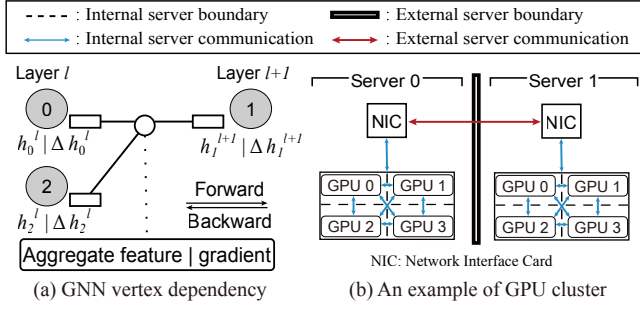 : Internal server boundary
: External server boundary
: Internal server communication
: External server communication
Layer l
Layer l+1
0
1
h_0^l | Δ h_0^l
h_1^{l+1} | Δ h_1^{l+1}
2
h_2^l | Δ h_2^l
Forward
Backward
Aggregate feature | gradient
(a) GNN vertex dependency
Server 0
Server 1
NIC
NIC
GPU 0
GPU 1
GPU 2
GPU 3
GPU 0
GPU 1
GPU 2
GPU 3
NIC: Network Interface Card
(b) An example of GPU cluster